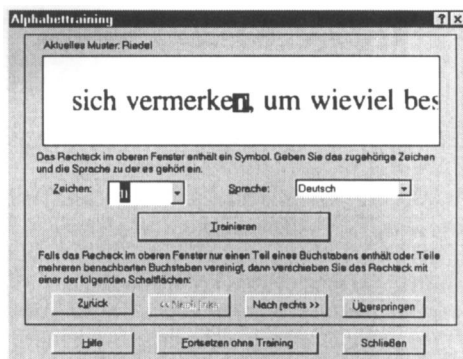 Alphabettraining
Aktuelles Muster: Riedel
sich vermerken, um wieviel bes
Das Rechteck im oberen Fenster enthält ein Symbol. Geben Sie das zugehörige Zeichen
und die Sprache zu der es gehört ein.
Zeichen: n Sprache: Deutsch
Trainieren
Falls das Recheck im oberen Fenster nur einen Teil eines Buchstabens enthält oder Teile
mehreren benachbarten Buchstaben vereinigt, dann verschieben Sie das Rechteck mit
einer der folgenden Schaltflächen:
Zurück << Nach links Nach rechts >> Überspringen
Hilfe Fortsetzen ohne Training Schließen